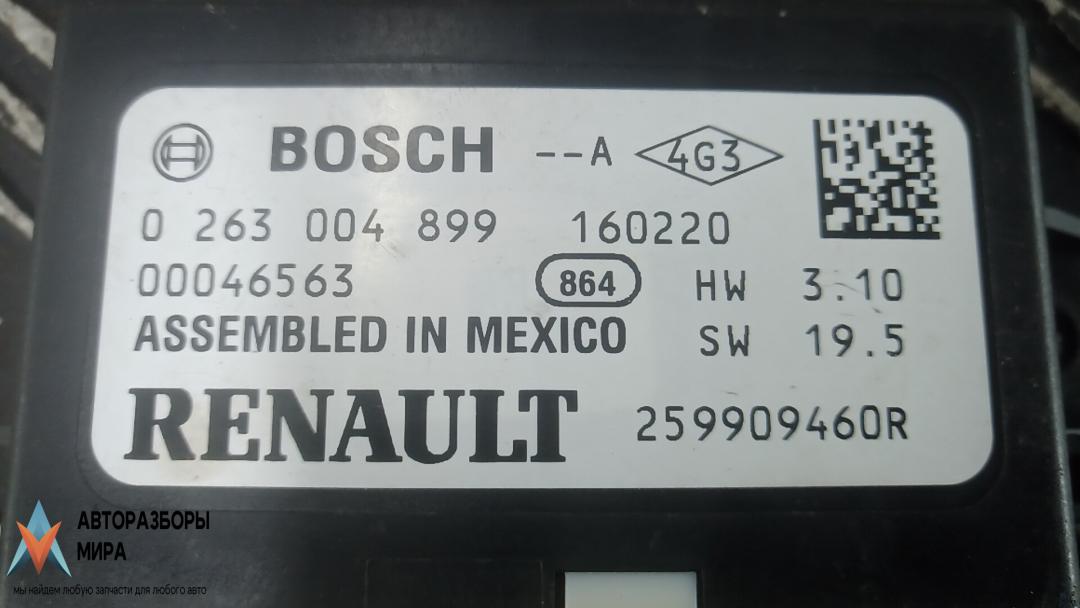 BOSCH --A 4G3
0 263 004 899 160220
00046563 864 HW 3.10
ASSEMBLED IN MEXICO SW 19.5
RENAULT 259909460R
АВТОРАЗБОРЫ
МИРА
мы найдем любую запчасти для любого авто